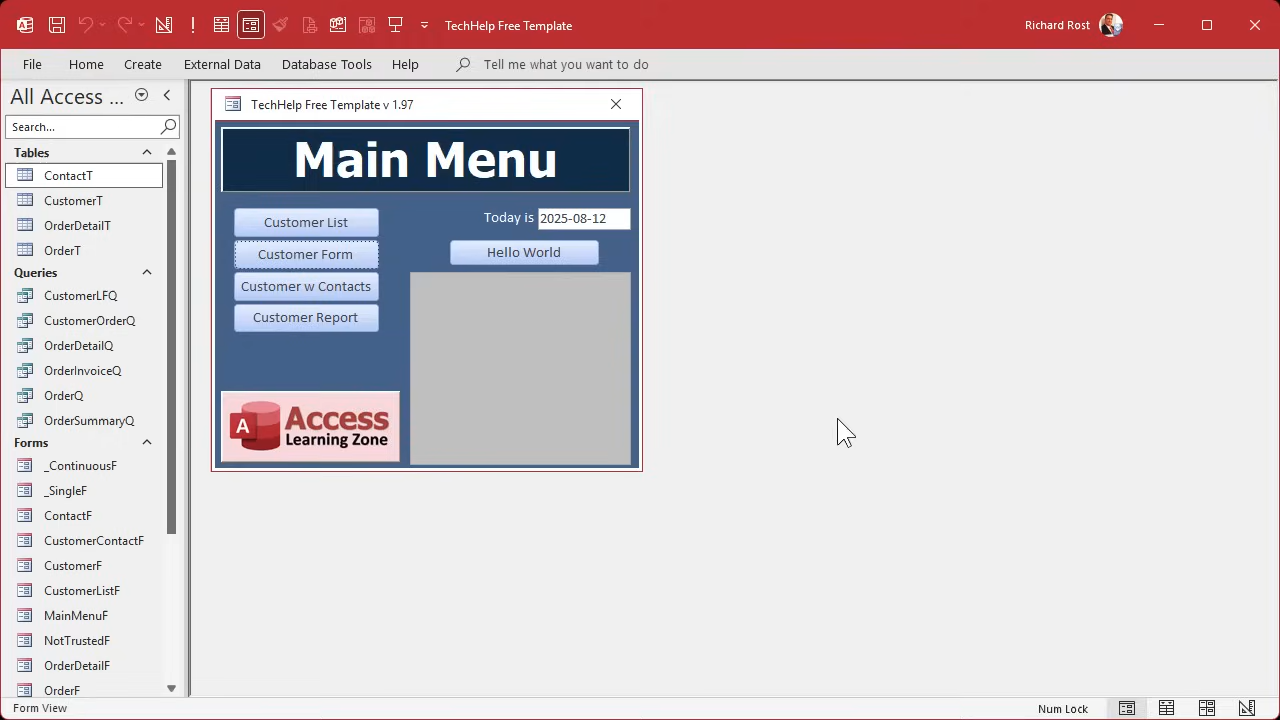 TechHelp Free Template
Richard Rost
File
Home
Create
External Data
Database Tools
Help
Tell me what you want to do
All Access ...
Search...
Tables
ContactT
CustomerT
OrderDetailT
OrderT
Queries
CustomerLFQ
CustomerOrderQ
OrderDetailQ
OrderInvoiceQ
OrderQ
OrderSummaryQ
Forms
_ContinuousF
_SingleF
ContactF
CustomerContactF
CustomerF
CustomerListF
MainMenuF
NotTrustedF
OrderDetailF
OrderF
TechHelp Free Template v 1.97
Main Menu
Customer List
Customer Form
Customer w Contacts
Customer Report
Today is 2025-08-12
Hello World
A
Access
Learning Zone
Form View
Num Lock